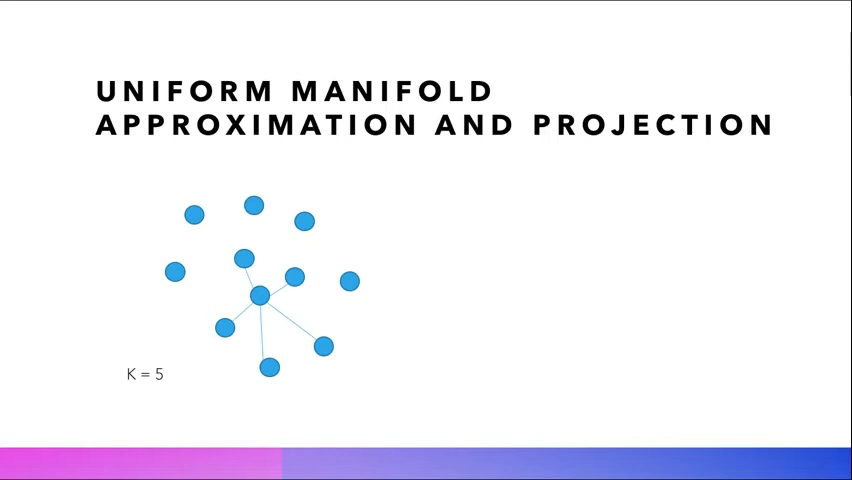 UNIFORM MANIFOLD
APPROXIMATION AND PROJECTION
K = 5